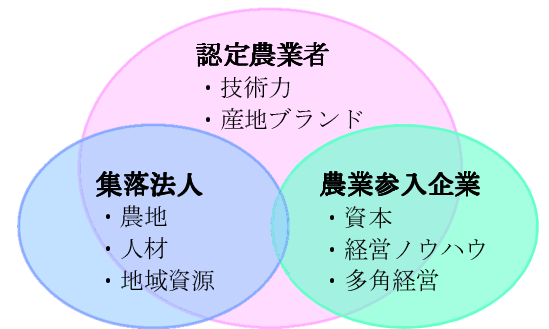 認定農業者
・技術力
・産地ブランド
集落法人
・農地
・人材
・地域資源
農業参入企業
・資本
・経営ノウハウ
・多角経営